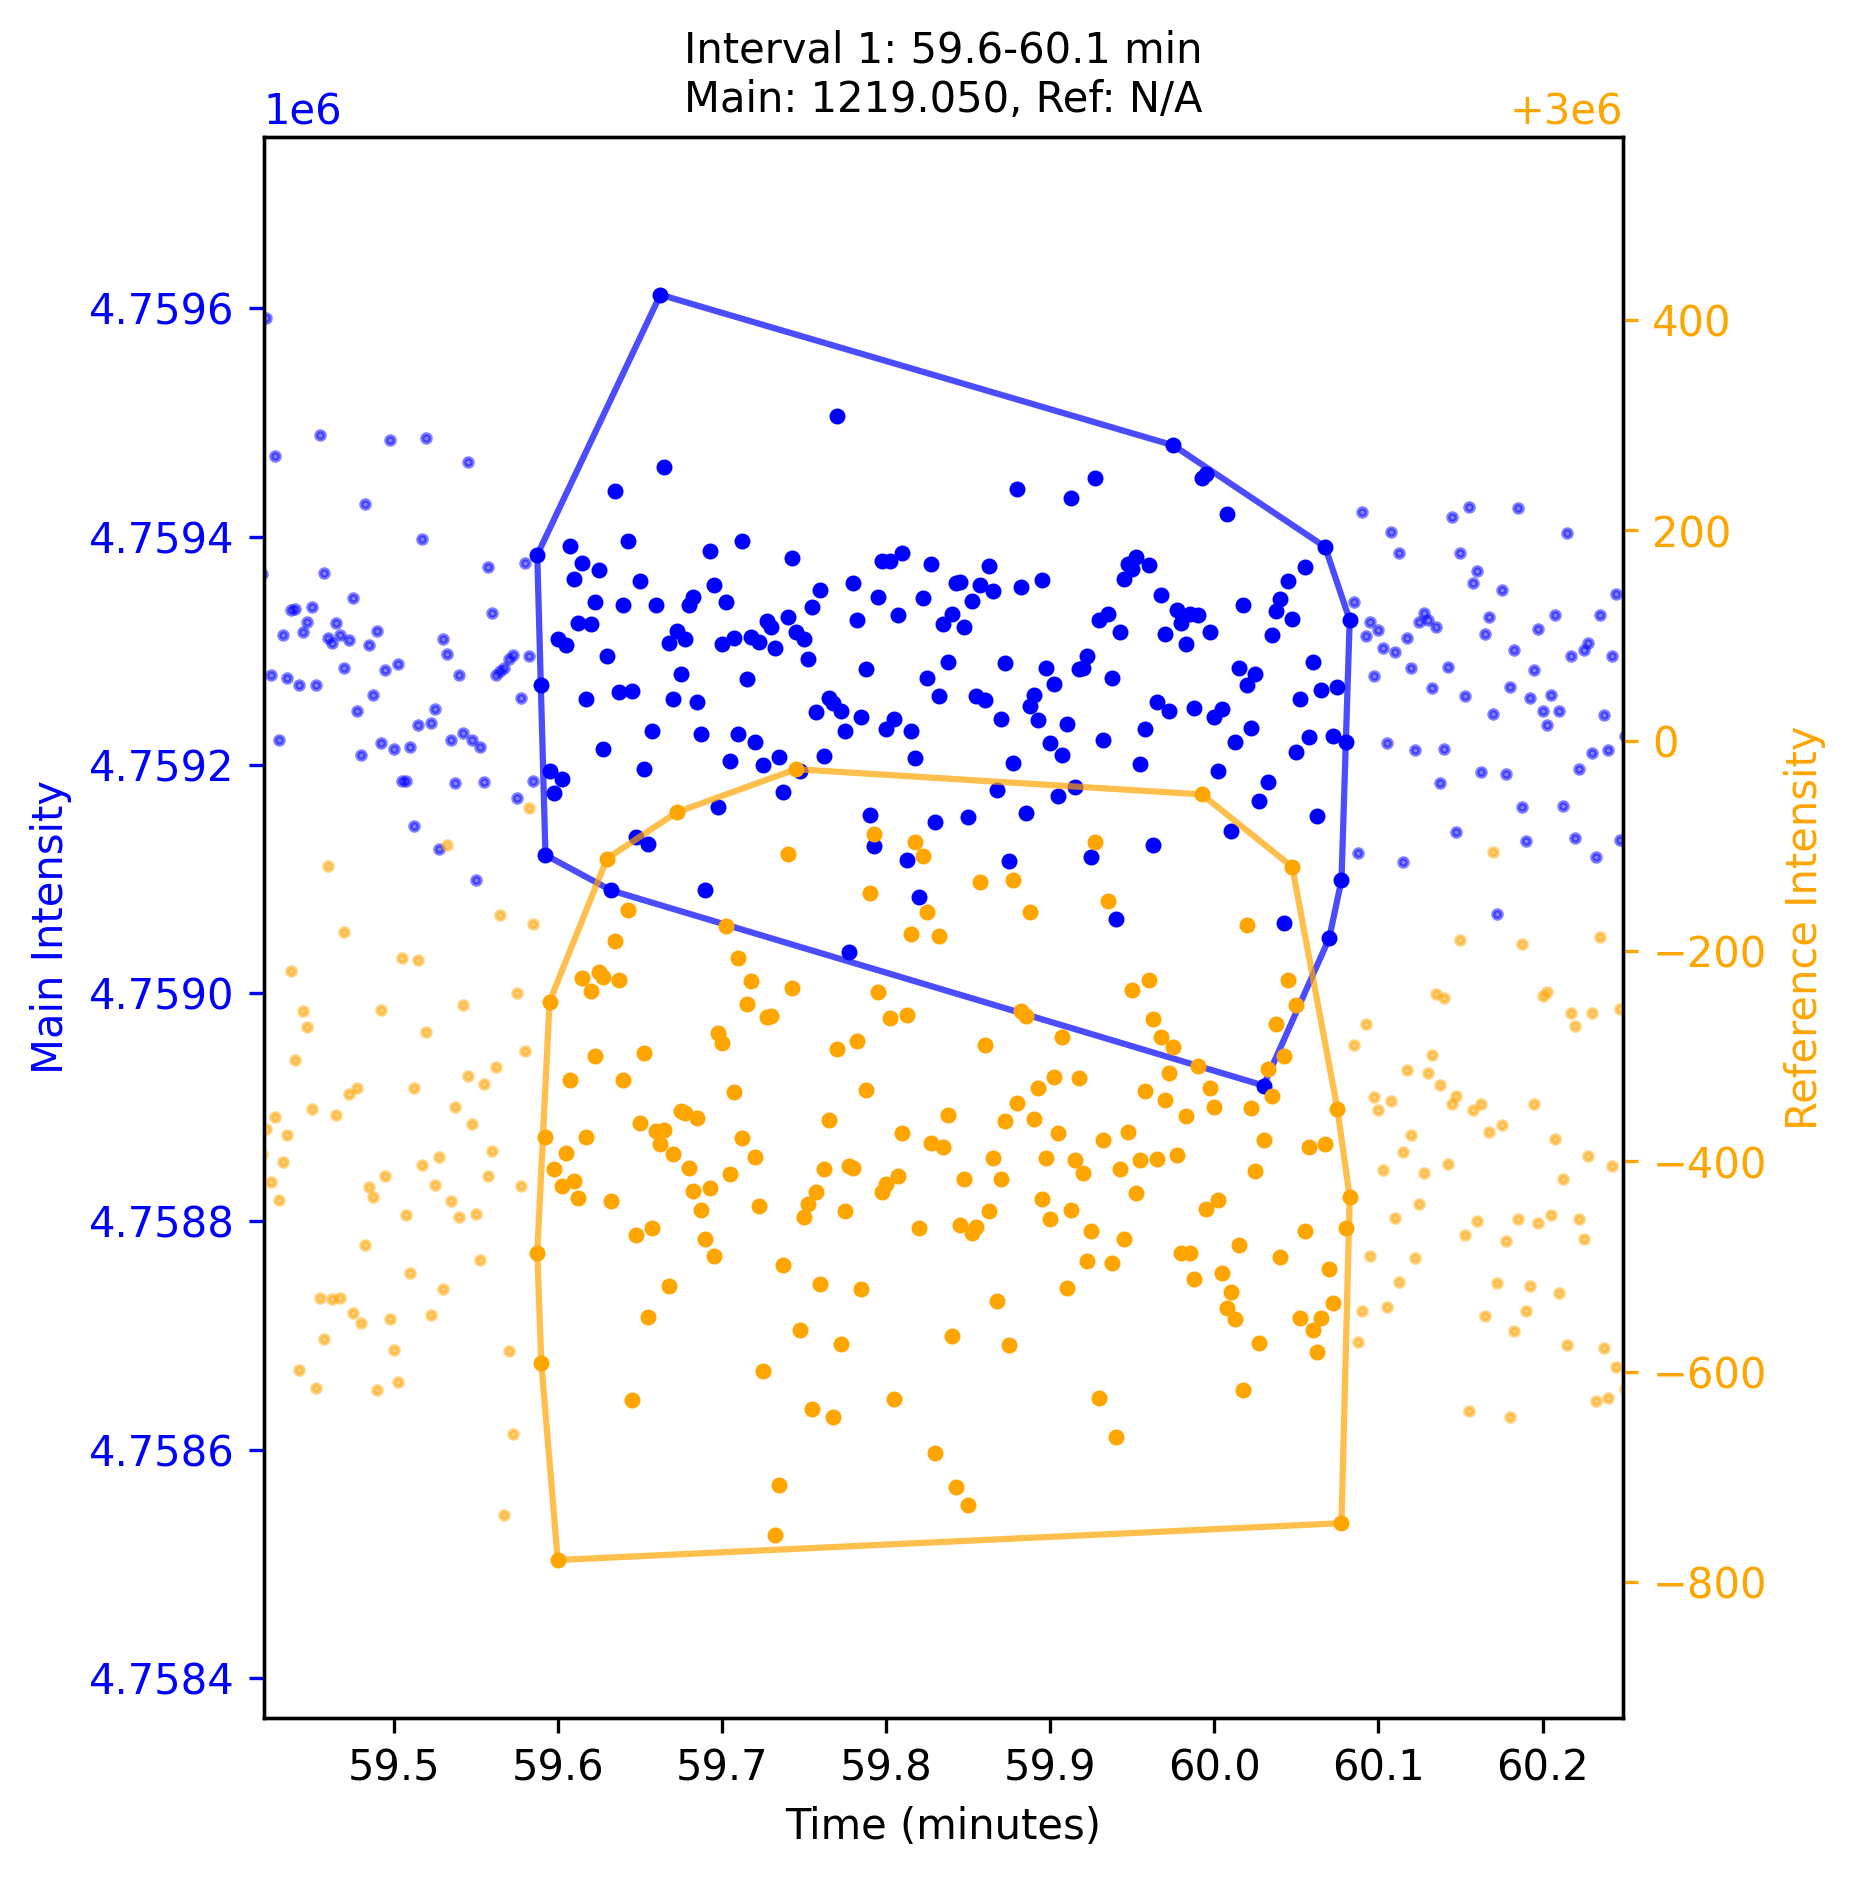 Interval 1: 59.6-60.1 min
Main: 1219.050, Ref: N/A
1e6
+3e6
4.7596
4.7594
4.7592
4.7590
4.7588
4.7586
4.7584
Main Intensity
400
200
0
−200
−400
−600
−800
Reference Intensity
59.5 59.6 59.7 59.8 59.9 60.0 60.1 60.2
Time (minutes)